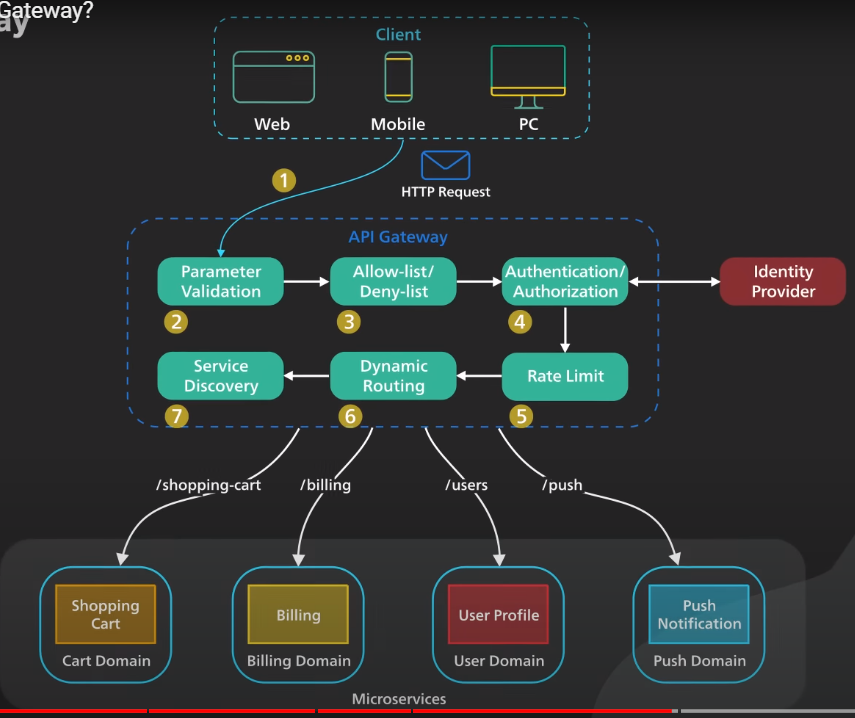 Gateway?
ay
Client
Web
Mobile
PC
1
HTTP Request
API Gateway
Parameter
Validation
2
Allow-list/
Deny-list
3
Authentication/
Authorization
4
Identity
Provider
Service
Discovery
7
Dynamic
Routing
6
Rate Limit
5
/shopping-cart
/billing
/users
/push
Shopping
Cart
Cart Domain
Billing
Billing Domain
User Profile
User Domain
Push
Notification
Push Domain
Microservices